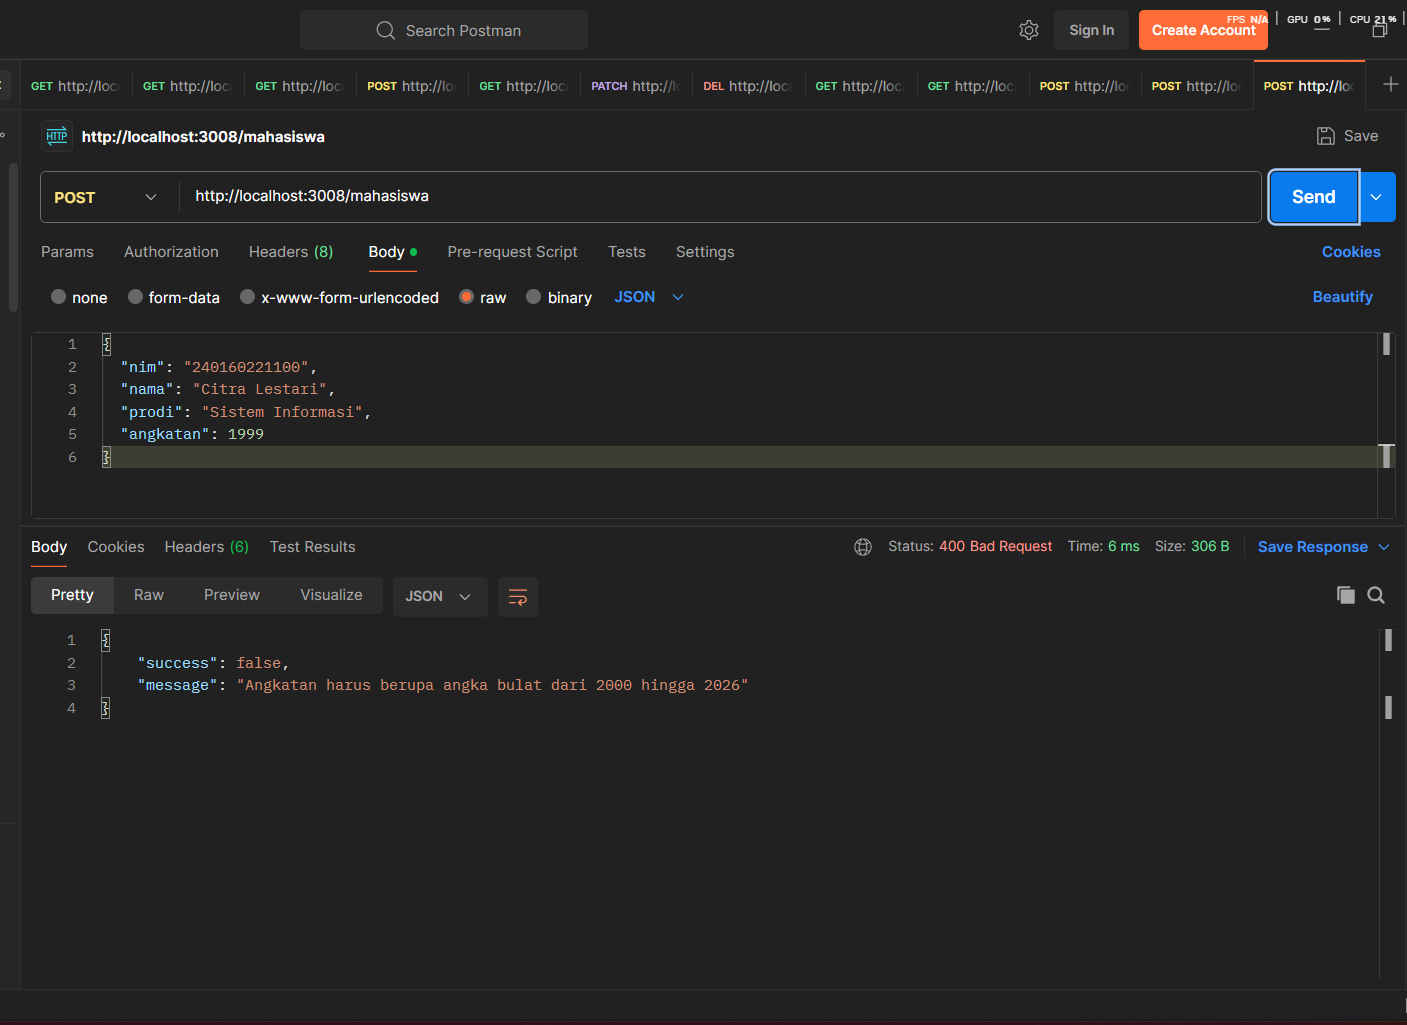 Search Postman
Sign In
Create Account
FPS N/A
GPU 0%
CPU 21%
GET http://loc
GET http://loc
GET http://loc
POST http://lo
GET http://loc
PATCH http://l
DEL http://loc
GET http://loc
GET http://loc
POST http://lo
POST http://lo
POST http://lo
HTTP http://localhost:3008/mahasiswa
Save
POST http://localhost:3008/mahasiswa
Send
Params Authorization Headers (8) Body Pre-request Script Tests Settings Cookies
none form-data x-www-form-urlencoded raw binary JSON Beautify
1 {
2 "nim": "240160221100",
3 "nama": "Citra Lestari",
4 "prodi": "Sistem Informasi",
5 "angkatan": 1999
6 }
Body Cookies Headers (6) Test Results Status: 400 Bad Request Time: 6 ms Size: 306 B Save Response
Pretty Raw Preview Visualize JSON
1 {
2 "success": false,
3 "message": "Angkatan harus berupa angka bulat dari 2000 hingga 2026"
4 }